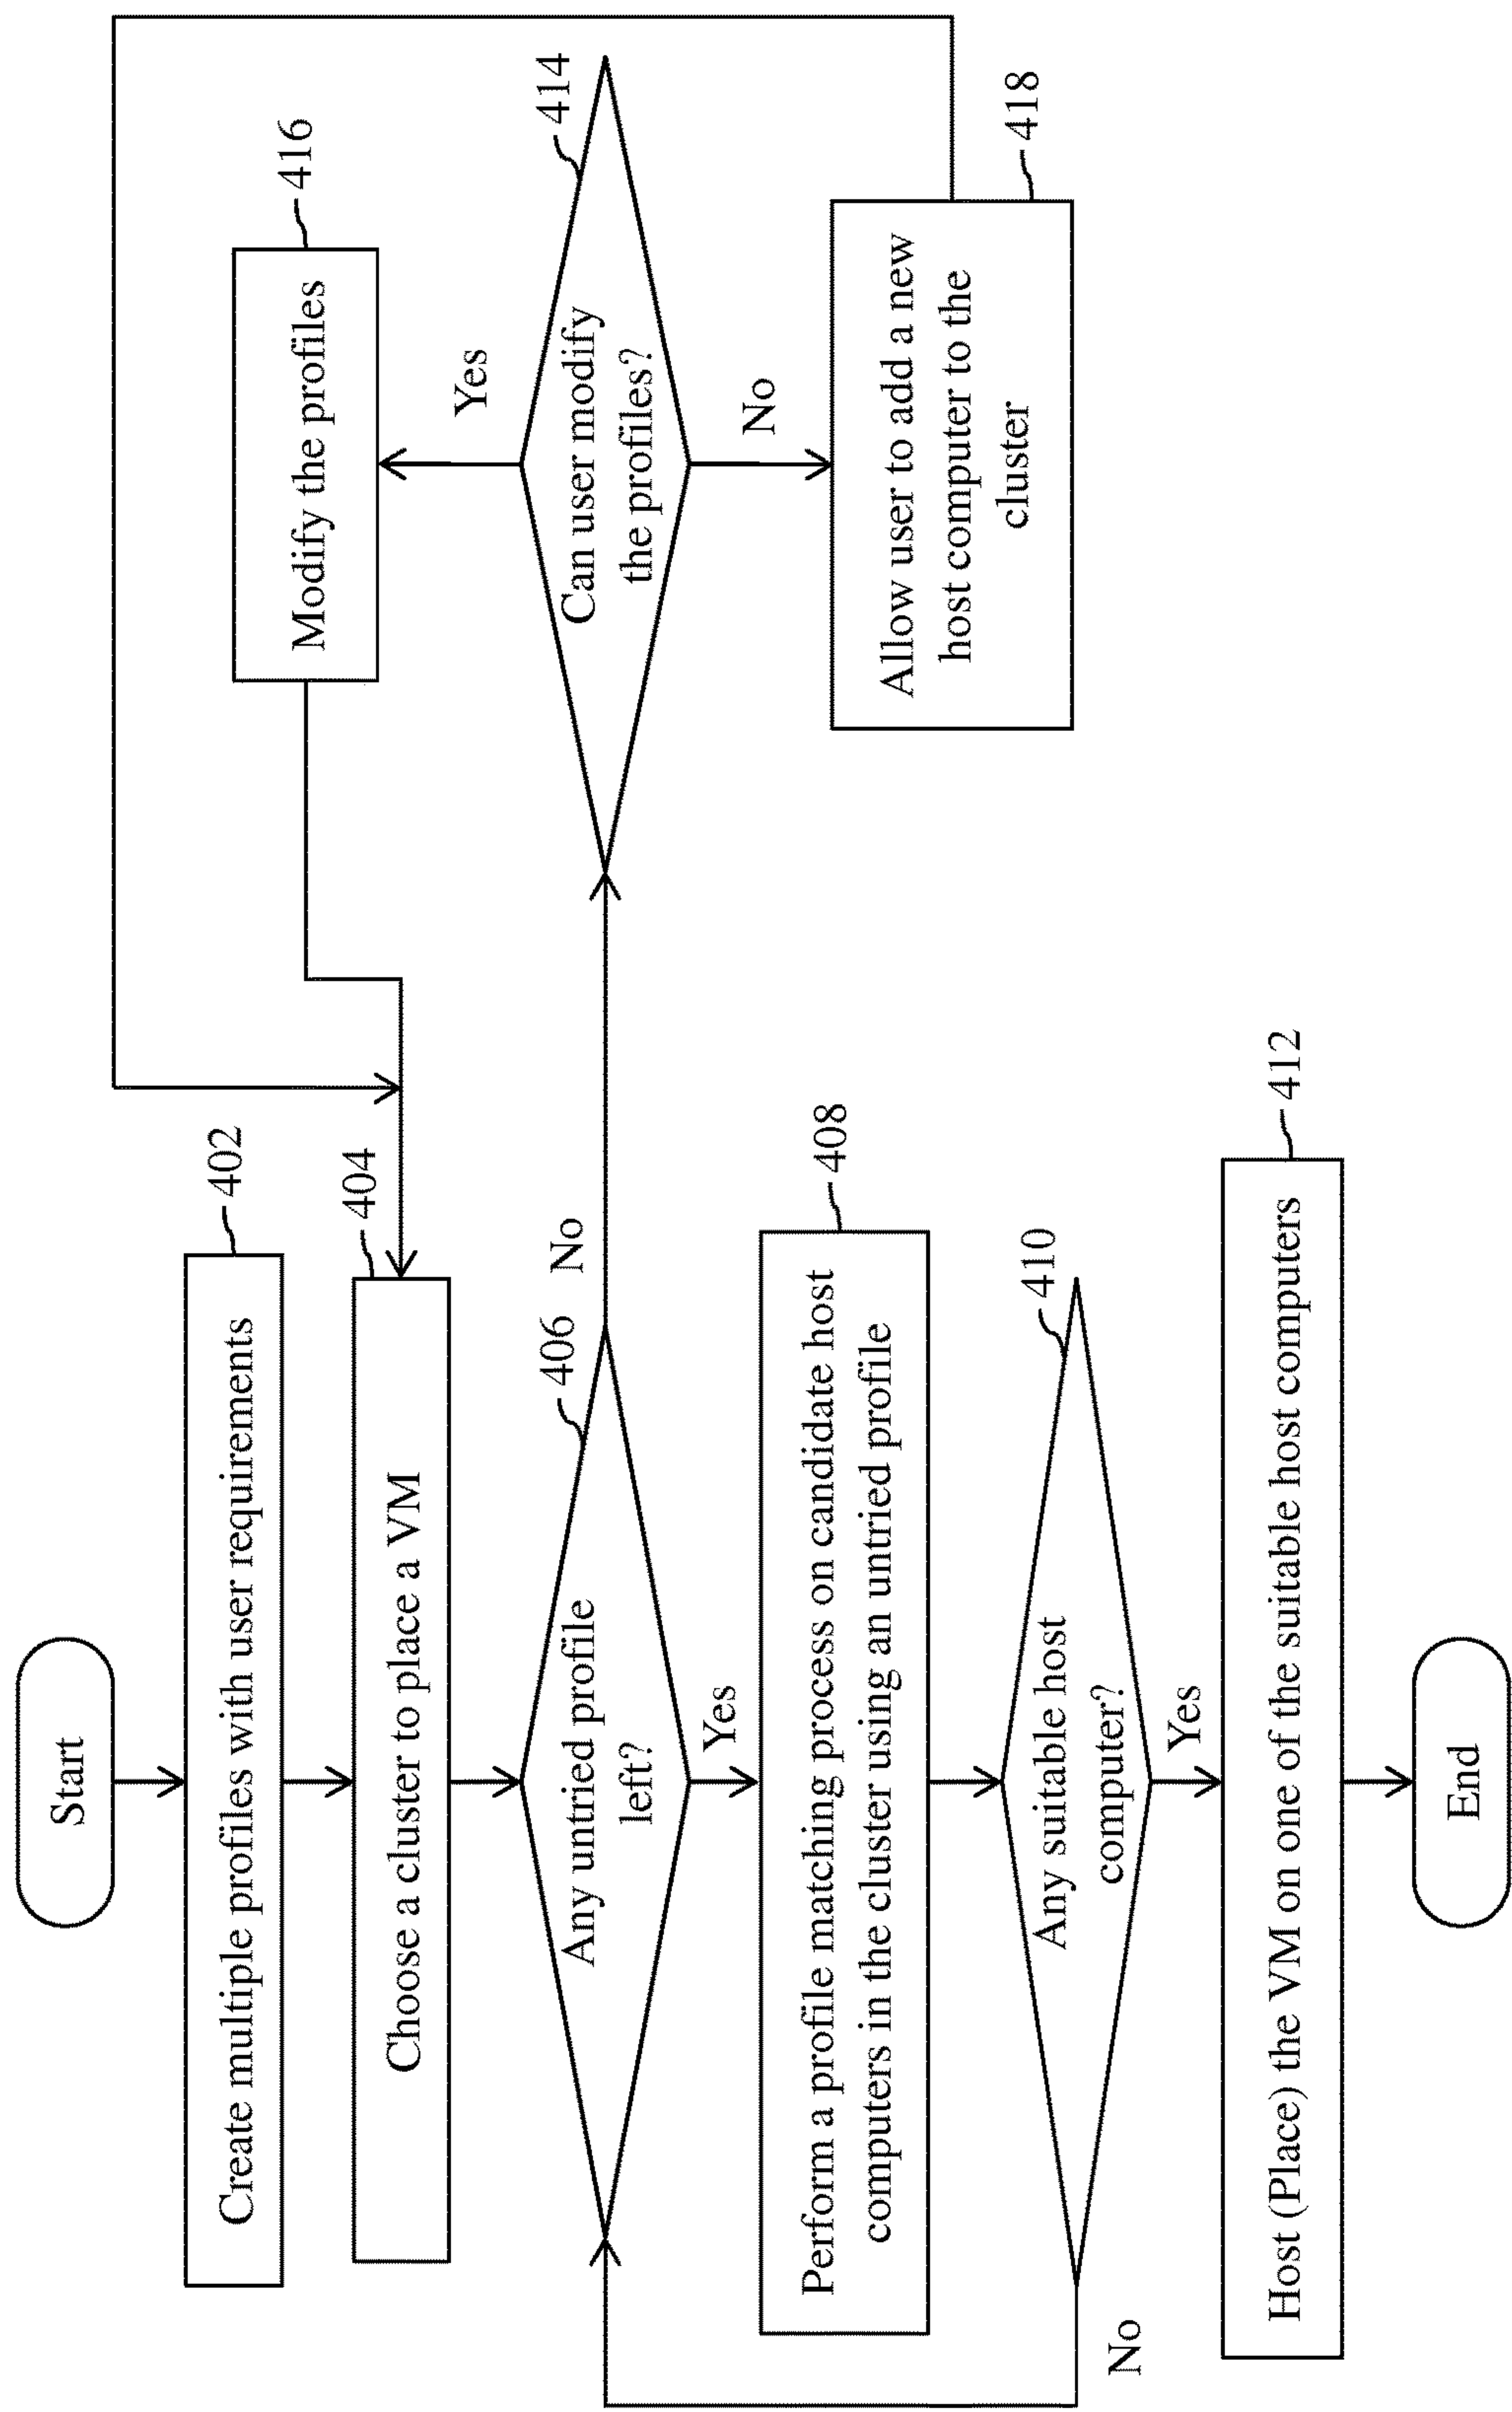 Start
Create multiple profiles with user requirements
402
Choose a cluster to place a VM
404
Any untried profile
left?
406
No
Yes
Perform a profile matching process on candidate host
computers in the cluster using an untried profile
408
Any suitable host
computer?
410
No
Yes
Host (Place) the VM on one of the suitable host computers
412
End
Can user modify
the profiles?
414
Yes
Modify the profiles
416
No
Allow user to add a new
host computer to the
cluster
418